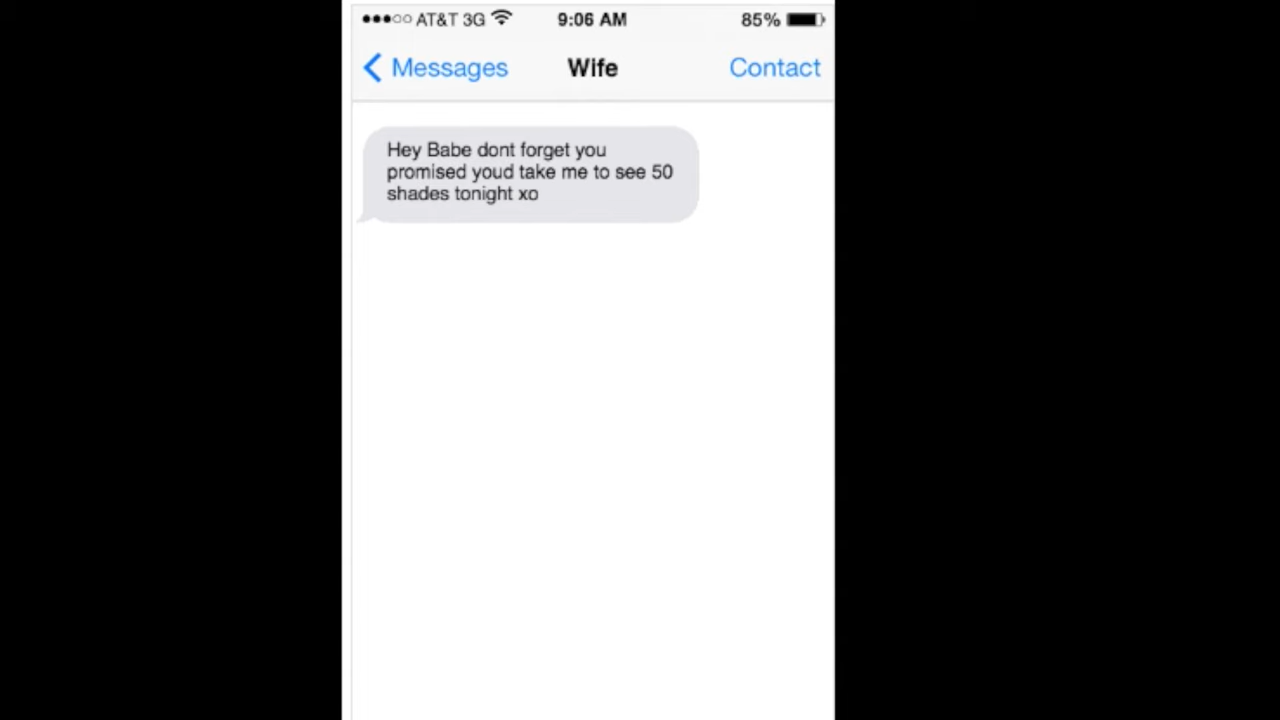 AT&T 3G 9:06 AM 85%
Messages Wife Contact
Hey Babe dont forget you
promised youd take me to see 50
shades tonight xo